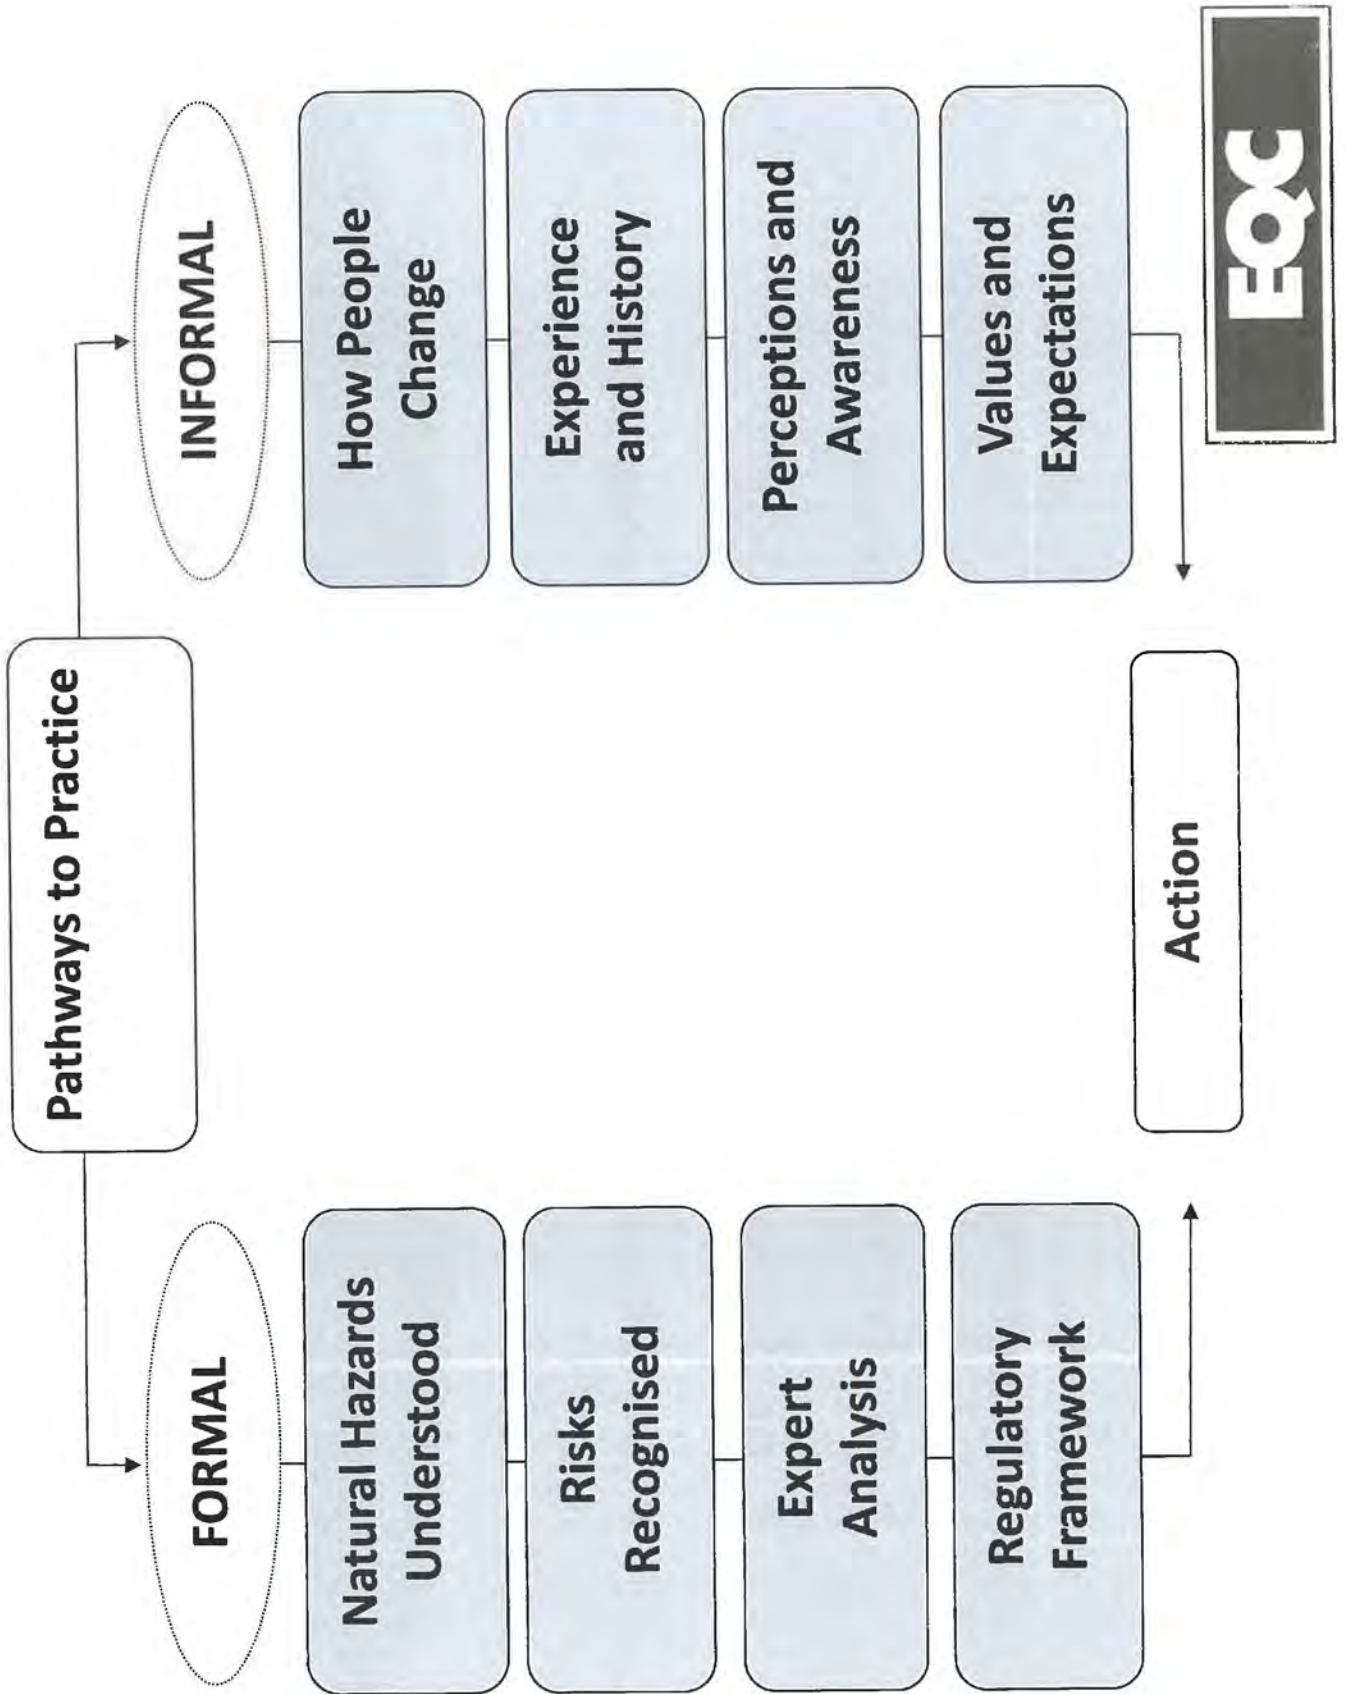 Pathways to Practice
FORMAL
Natural Hazards
Understood
Risks
Recognised
Expert
Analysis
Regulatory
Framework
INFORMAL
How People
Change
Experience
and History
Perceptions and
Awareness
Values and
Expectations
Action
EQC